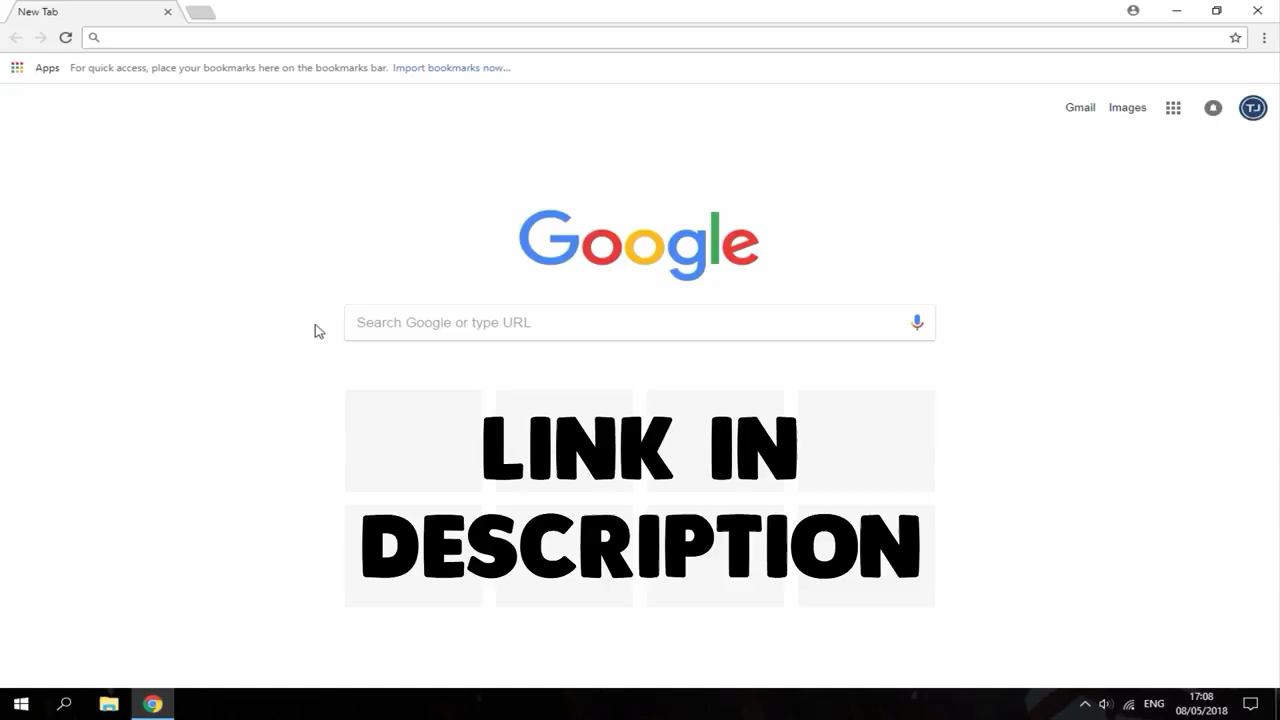 New Tab
Apps For quick access, place your bookmarks here on the bookmarks bar. Import bookmarks now...
Gmail Images TJ
Google
Search Google or type URL
LINK IN
DESCRIPTION
ENG 17:08
08/05/2018